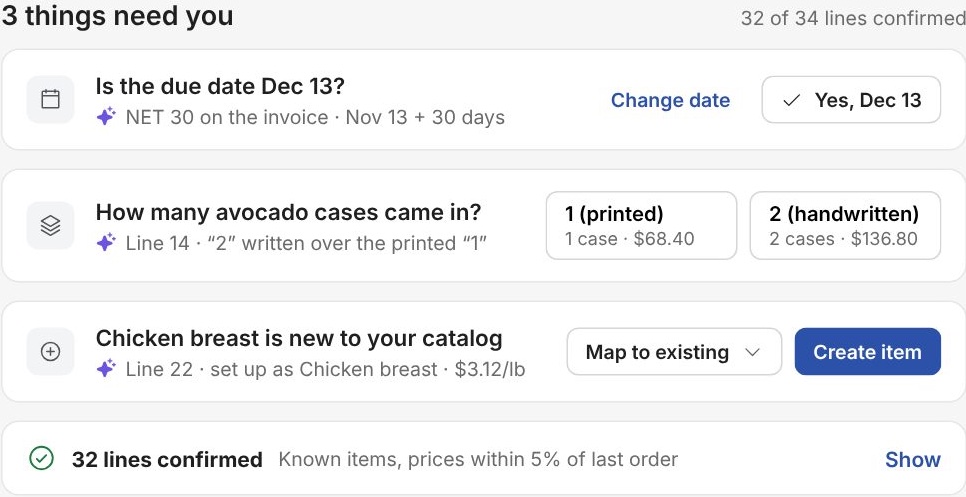 3 things need you
32 of 34 lines confirmed
Is the due date Dec 13?
NET 30 on the invoice · Nov 13 + 30 days
Change date
Yes, Dec 13
How many avocado cases came in?
Line 14 · “2” written over the printed “1”
1 (printed)
1 case · $68.40
2 (handwritten)
2 cases · $136.80
Chicken breast is new to your catalog
Line 22 · set up as Chicken breast · $3.12/lb
Map to existing
Create item
32 lines confirmed
Known items, prices within 5% of last order
Show